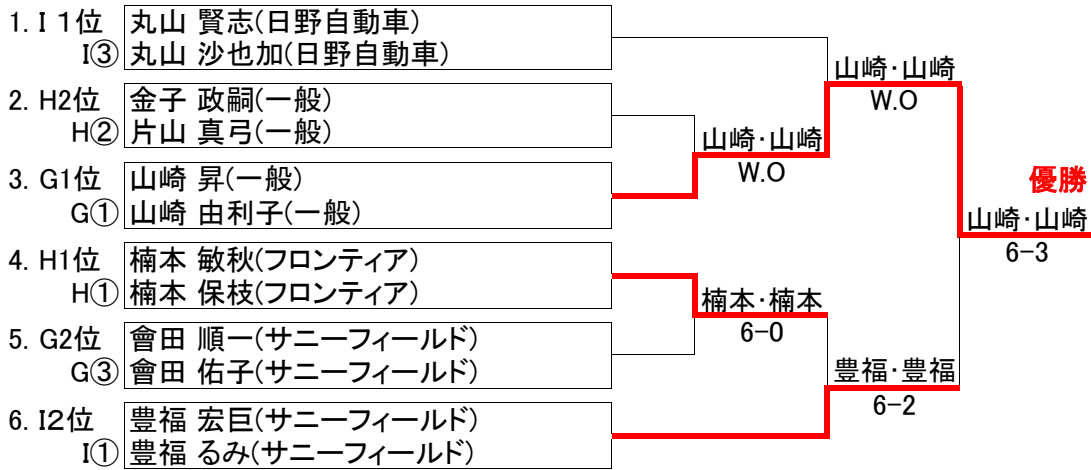 1. I 1位 丸山 賢志(日野自動車)
I③ 丸山 沙也加(日野自動車)
山崎・山崎
W.O
2. H2位 金子 政嗣(一般)
H② 片山 真弓(一般)
山崎・山崎
W.O
3. G1位 山崎 昇(一般)
G① 山崎 由利子(一般)
優勝
山崎・山崎
6-3
4. H1位 楠本 敏秋(フロンティア)
H① 楠本 保枝(フロンティア)
楠本・楠本
6-0
5. G2位 會田 順一(サニーフィールド)
G③ 會田 佑子(サニーフィールド)
豊福・豊福
6-2
6. I2位 豊福 宏巨(サニーフィールド)
I① 豊福 るみ(サニーフィールド)